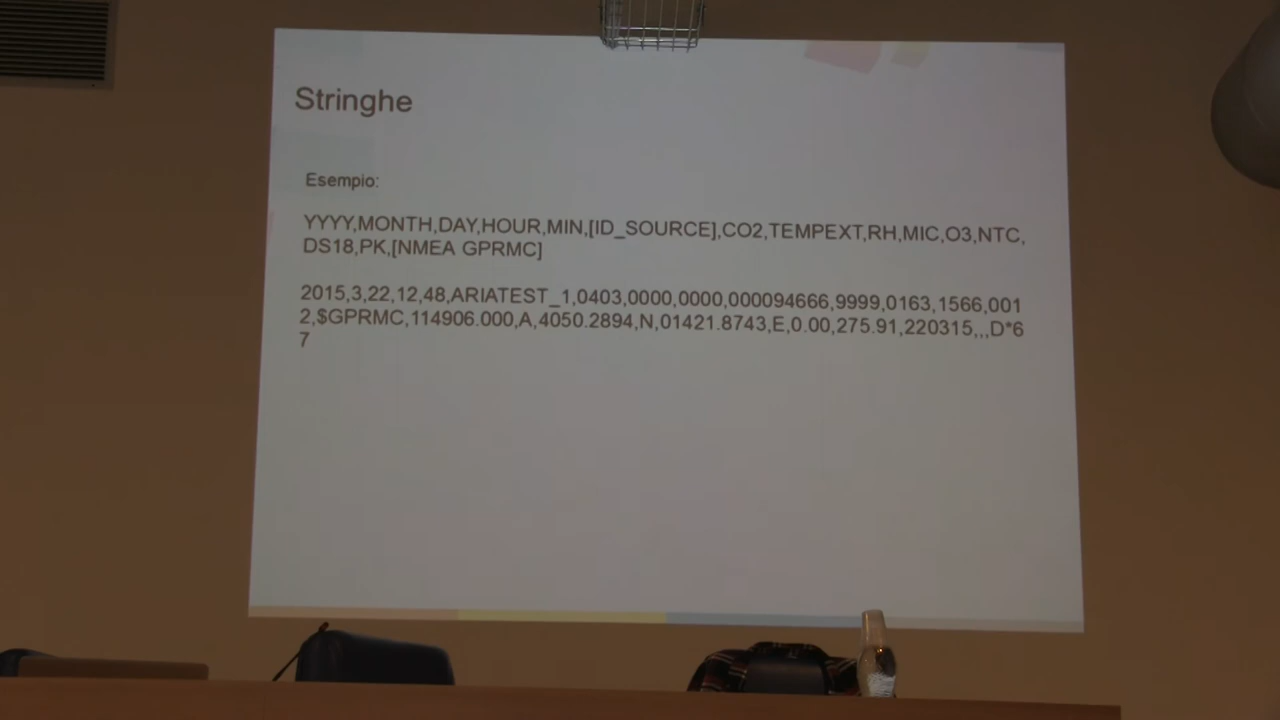 Stringhe
Esempio:
YYYY,MONTH,DAY,HOUR,MIN,[ID_SOURCE],CO2,TEMPEXT,RH,MIC,O3,NTC,
DS18,PK,[NMEA GPRMC]
2015,3,22,12,48,ARIATEST_1,0403,0000,0000,000094666,9999,0163,1566,001
2,$GPRMC,114906.000,A,4050.2894,N,01421.8743,E,0.00,275.91,220315,,,D*6
7